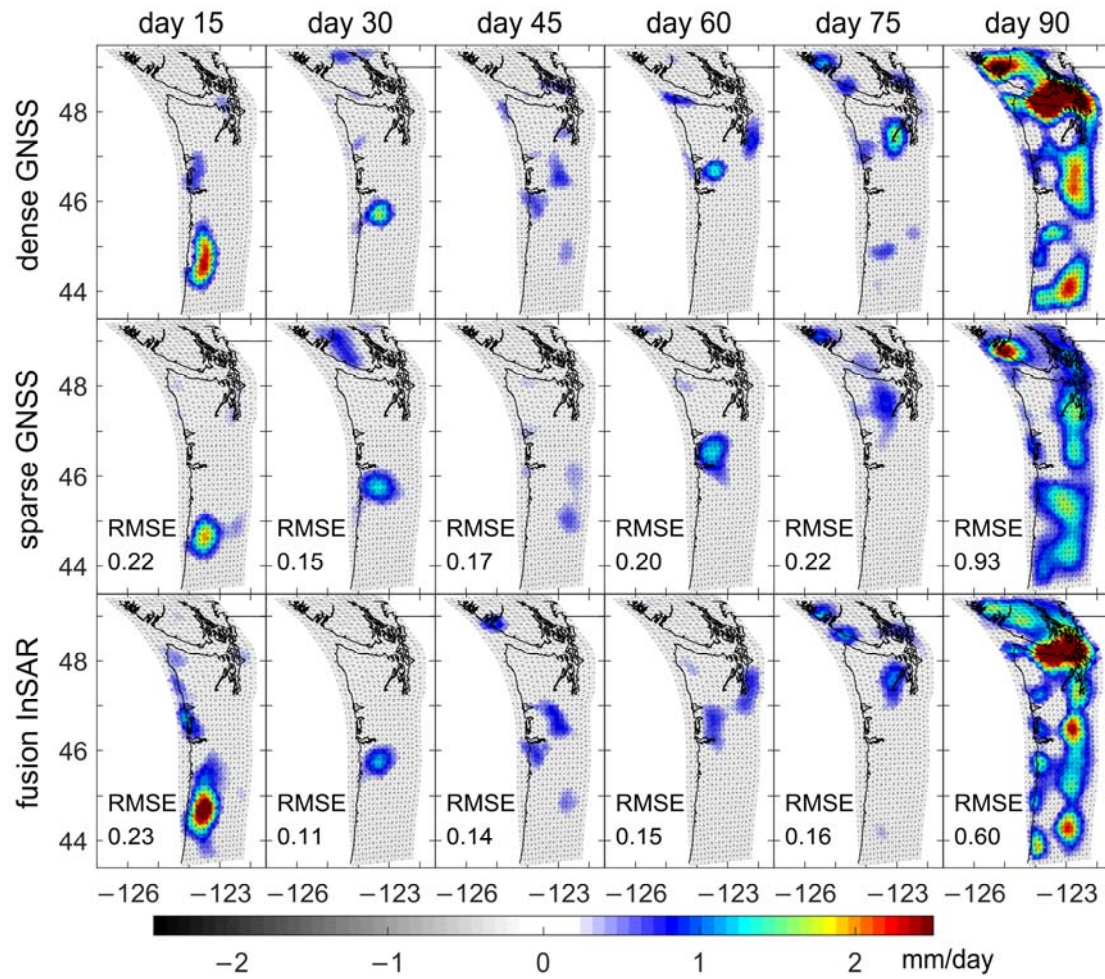 day 15 day 30 day 45 day 60 day 75 day 90
dense GNSS
48
46
44
sparse GNSS
48
46
44
RMSE RMSE RMSE RMSE RMSE RMSE
0.22 0.15 0.17 0.20 0.22 0.93
fusion InSAR
48
46
44
RMSE RMSE RMSE RMSE RMSE RMSE
0.23 0.11 0.14 0.15 0.16 0.60
−126 −123 −126 −123 −126 −123 −126 −123 −126 −123 −126 −123
−2 −1 0 1 2 mm/day